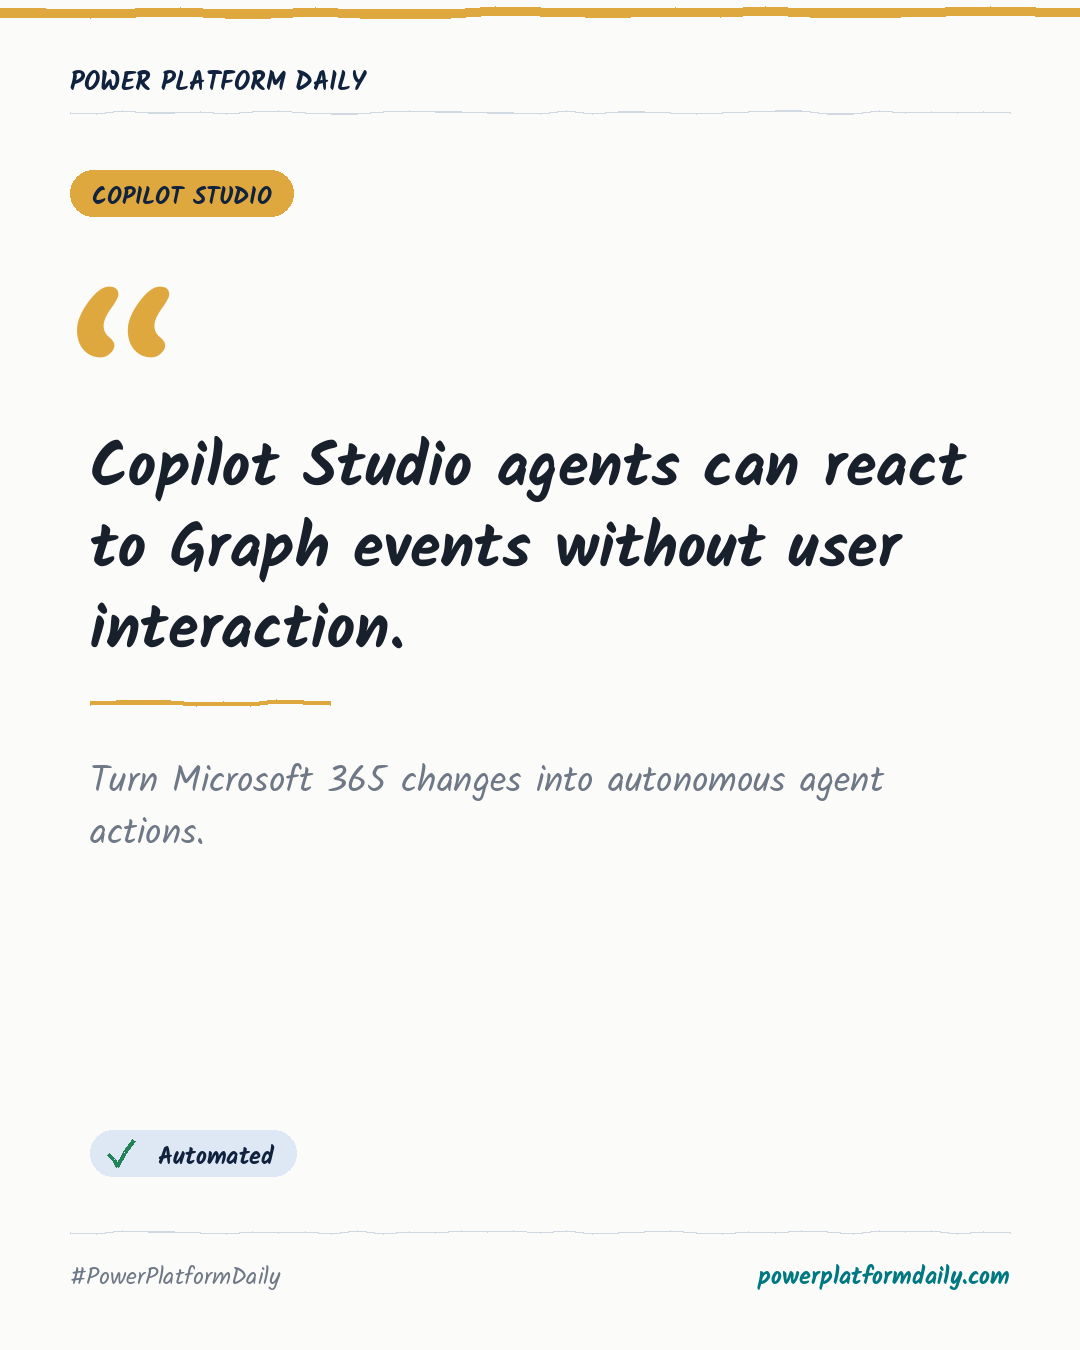 POWER PLATFORM DAILY
COPILOT STUDIO
“
Copilot Studio agents can react
to Graph events without user
interaction.
Turn Microsoft 365 changes into autonomous agent
actions.
✓ Automated
#PowerPlatformDaily
powerplatformdaily.com